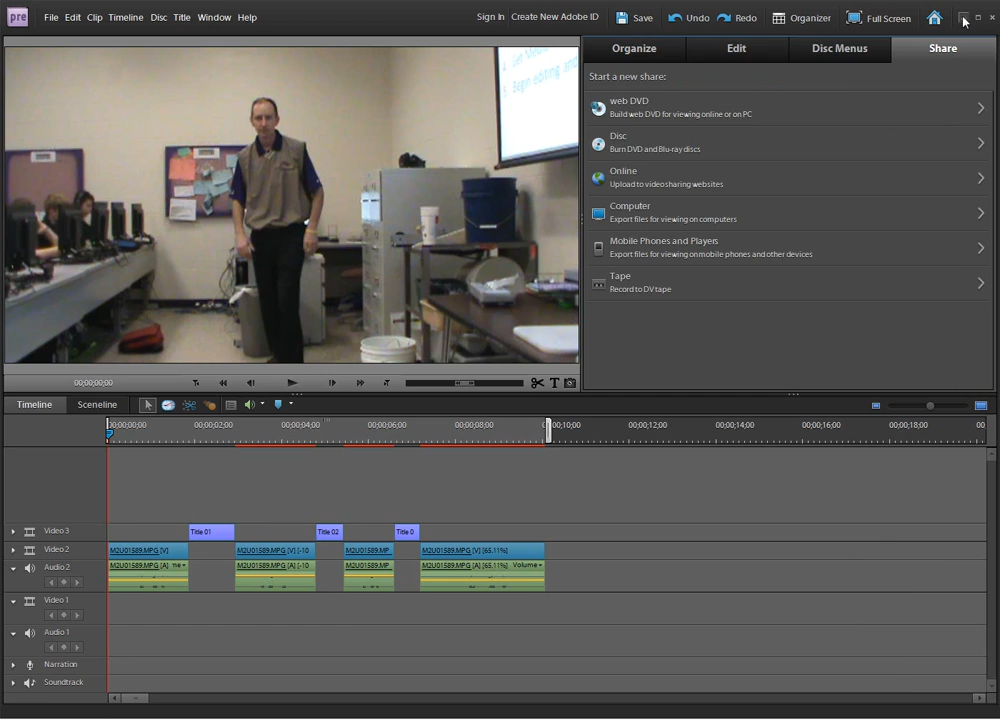 pre File Edit Clip Timeline Disc Title Window Help Sign In Create New Adobe ID Save Undo Redo Organizer Full Screen
Organize Edit Disc Menus Share
Start a new share:
web DVD
Build web DVD for viewing online or on PC
Disc
Burn DVD and Blu-ray discs
Online
Upload to video sharing websites
Computer
Export files for viewing on computers
Mobile Phones and Players
Export files for viewing on mobile phones and other devices
Tape
Record to DV tape
4. Get Media
5. Begin editing, and
00;00;00;00
T
Timeline Sceneline
00;00;00;00 00;00;02;00 00;00;04;00 00;00;06;00 00;00;08;00 00;00;10;00 00;00;12;00 00;00;14;00 00;00;16;00 00;00;18;00 00;
Video 3 Title 01 Title 02 Title 0
Video 2 M2U01589.MPG [V] M2U01589.MPG [V] [-10 M2U01589.MP M2U01589.MPG [V] [65.11%]
Audio 2 M2U01589.MPG [A] me M2U01589.MPG [A] [-10 M2U01589.MP M2U01589.MPG [A] [65.11%] Volume
Video 1
Audio 1
Narration
Soundtrack